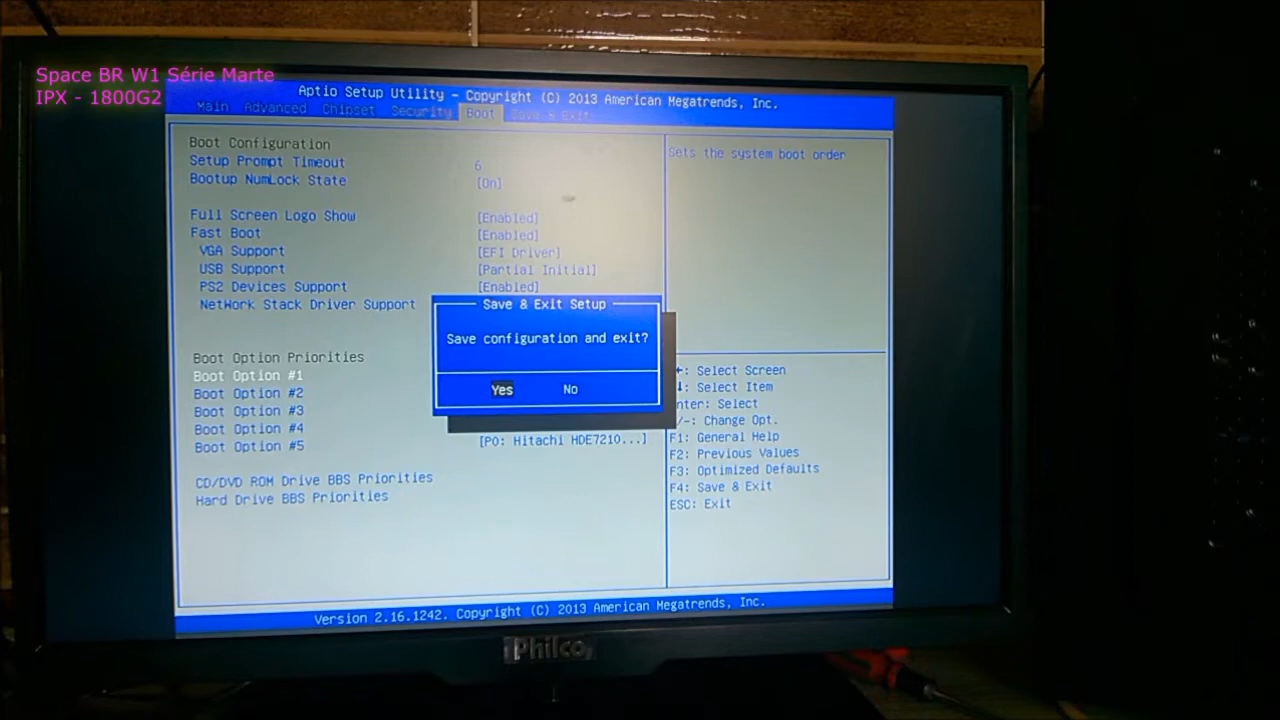 Space BR W1 Série Marte
IPX - 1800G2
Aptio Setup Utility - Copyright (C) 2013 American Megatrends, Inc.
Main Advanced Chipset Security Boot Save & Exit
Boot Configuration
Setup Prompt Timeout 6
Bootup NumLock State [On]
Full Screen Logo Show [Enabled]
Fast Boot [Enabled]
VGA Support [EFI Driver]
USB Support [Partial Initial]
PS2 Devices Support [Enabled]
NetWork Stack Driver Support
Boot Option Priorities
Boot Option #1
Boot Option #2
Boot Option #3
Boot Option #4
Boot Option #5 [P0: Hitachi HDE7210...]
CD/DVD ROM Drive BBS Priorities
Hard Drive BBS Priorities
Save & Exit Setup
Save configuration and exit?
Yes No
Sets the system boot order
: Select Screen
: Select Item
nter: Select
/-: Change Opt.
F1: General Help
F2: Previous Values
F3: Optimized Defaults
F4: Save & Exit
ESC: Exit
Version 2.16.1242. Copyright (C) 2013 American Megatrends, Inc.
Philco